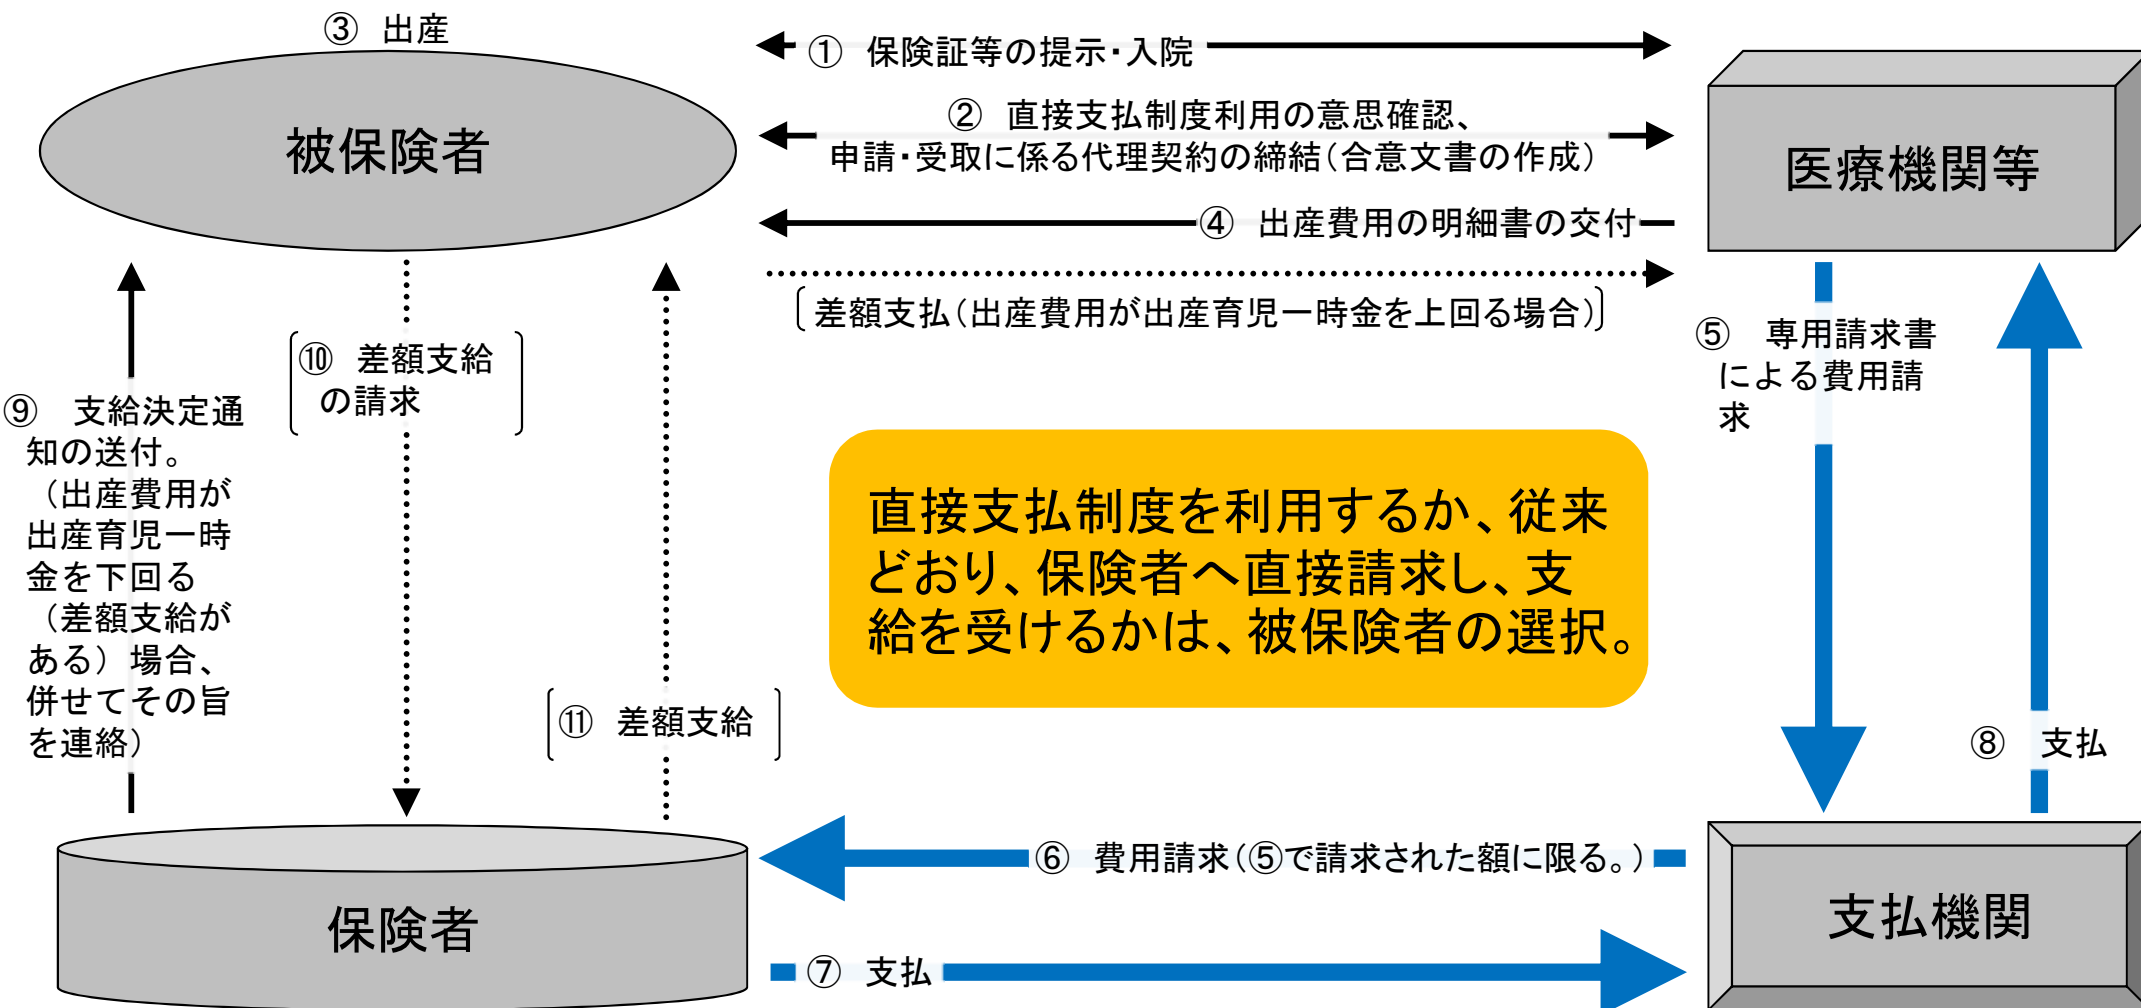 ③ 出産
① 保険証等の提示・入院
② 直接支払制度利用の意思確認、
申請・受取に係る代理契約の締結（合意文書の作成）
被保険者
医療機関等
④ 出産費用の明細書の交付
差額支払（出産費用が出産育児一時金を上回る場合）
⑤ 専用請求書
による費用請
求
⑩ 差額支給
の請求
⑨ 支給決定通
知の送付。
（出産費用が
出産育児一時
金を下回る
（差額支給が
ある）場合、
併せてその旨
を連絡）
直接支払制度を利用するか、従来
どおり、保険者へ直接請求し、支
給を受けるかは、被保険者の選択。
⑪ 差額支給
⑧ 支払
⑥ 費用請求（⑤で請求された額に限る。）
保険者
支払機関
⑦ 支払